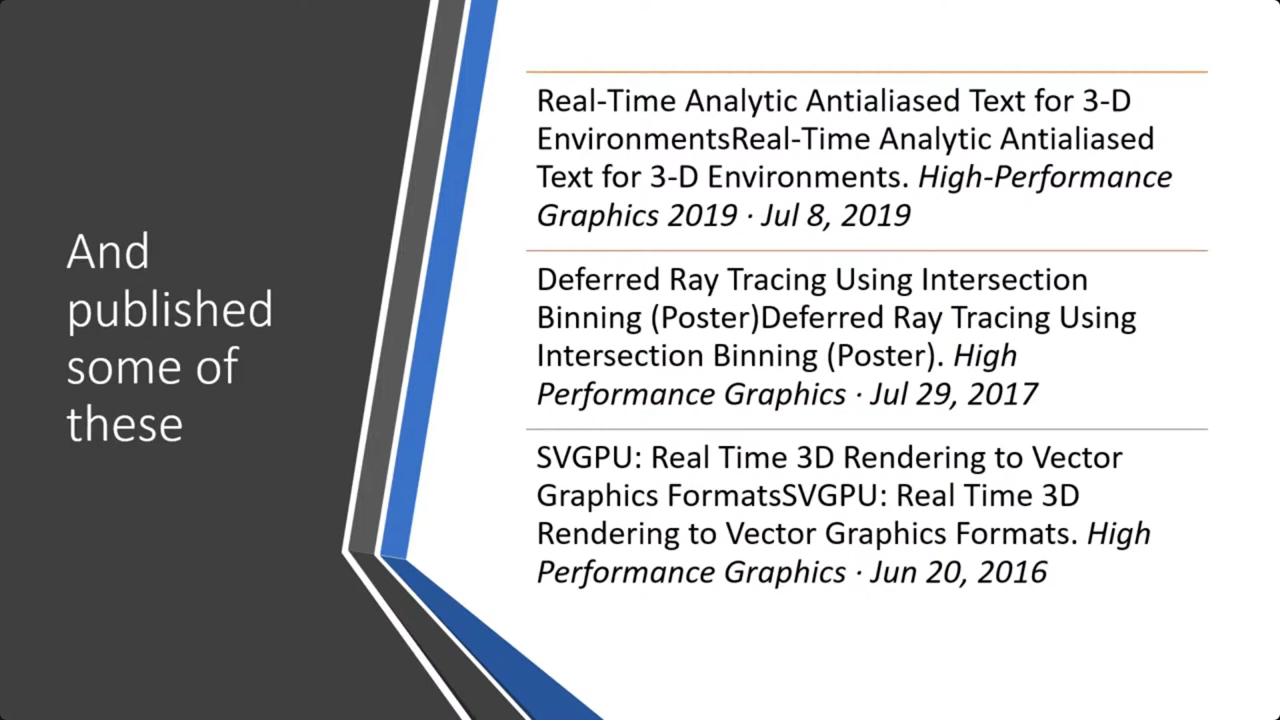 And
published
some of
these
Real-Time Analytic Antialiased Text for 3-D
EnvironmentsReal-Time Analytic Antialiased
Text for 3-D Environments. High-Performance
Graphics 2019 · Jul 8, 2019
Deferred Ray Tracing Using Intersection
Binning (Poster)Deferred Ray Tracing Using
Intersection Binning (Poster). High
Performance Graphics · Jul 29, 2017
SVGPU: Real Time 3D Rendering to Vector
Graphics FormatsSVGPU: Real Time 3D
Rendering to Vector Graphics Formats. High
Performance Graphics · Jun 20, 2016